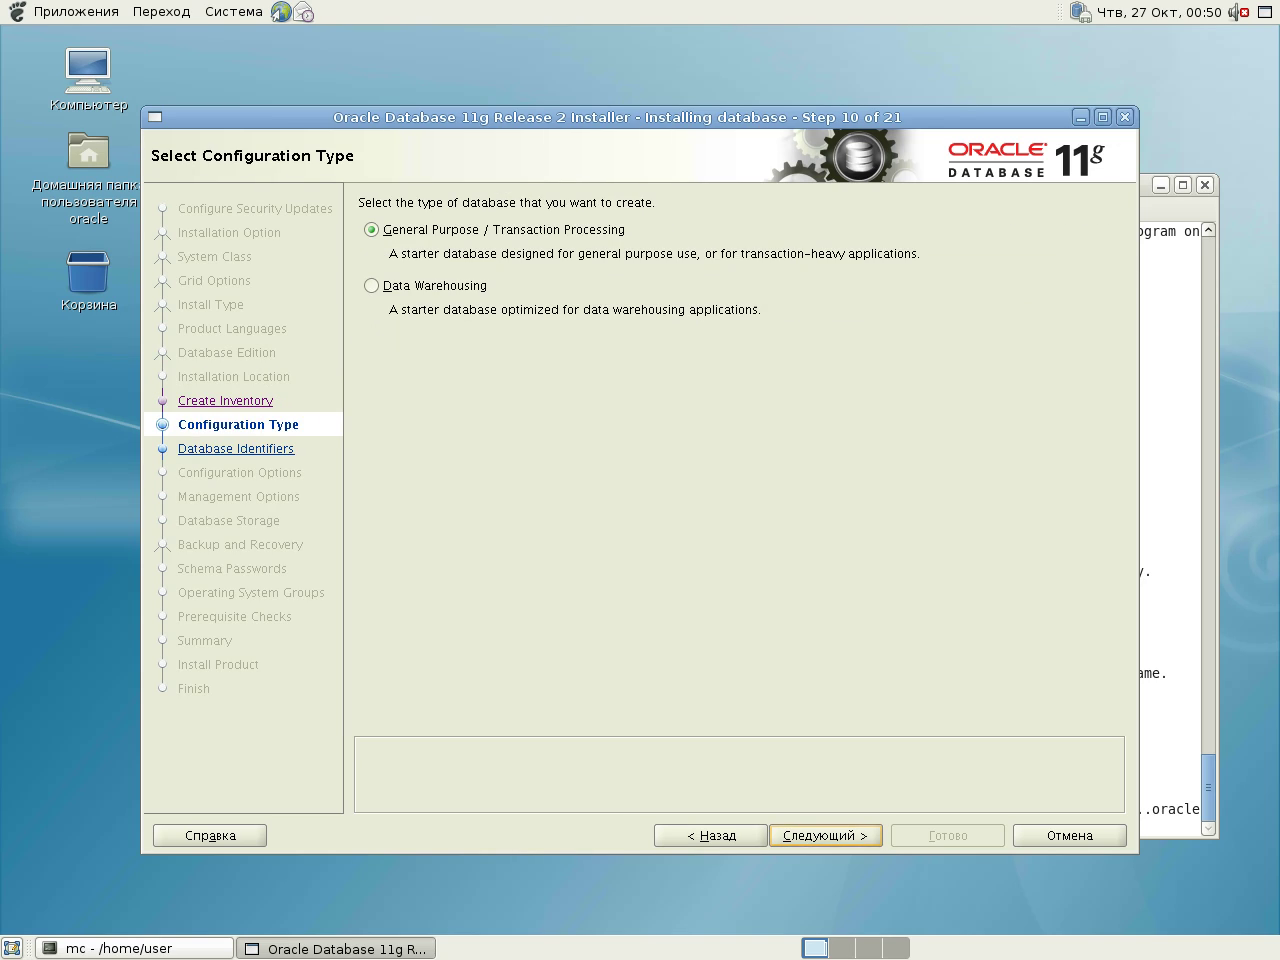 Приложения Переход Система
Чтв, 27 Окт, 00:50
Компьютер
Домашняя папк
пользователя
oracle
Корзина
Oracle Database 11g Release 2 Installer - Installing database - Step 10 of 21
Select Configuration Type
ORACLE
DATABASE
11g
Configure Security Updates
Installation Option
System Class
Grid Options
Install Type
Product Languages
Database Edition
Installation Location
Create Inventory
Configuration Type
Database Identifiers
Configuration Options
Management Options
Database Storage
Backup and Recovery
Schema Passwords
Operating System Groups
Prerequisite Checks
Summary
Install Product
Finish
Select the type of database that you want to create.
General Purpose / Transaction Processing
A starter database designed for general purpose use, or for transaction-heavy applications.
Data Warehousing
A starter database optimized for data warehousing applications.
ogram on
y.
ame.
.oracle
Справка
< Назад
Следующий >
Готово
Отмена
mc - /home/user
Oracle Database 11g R...